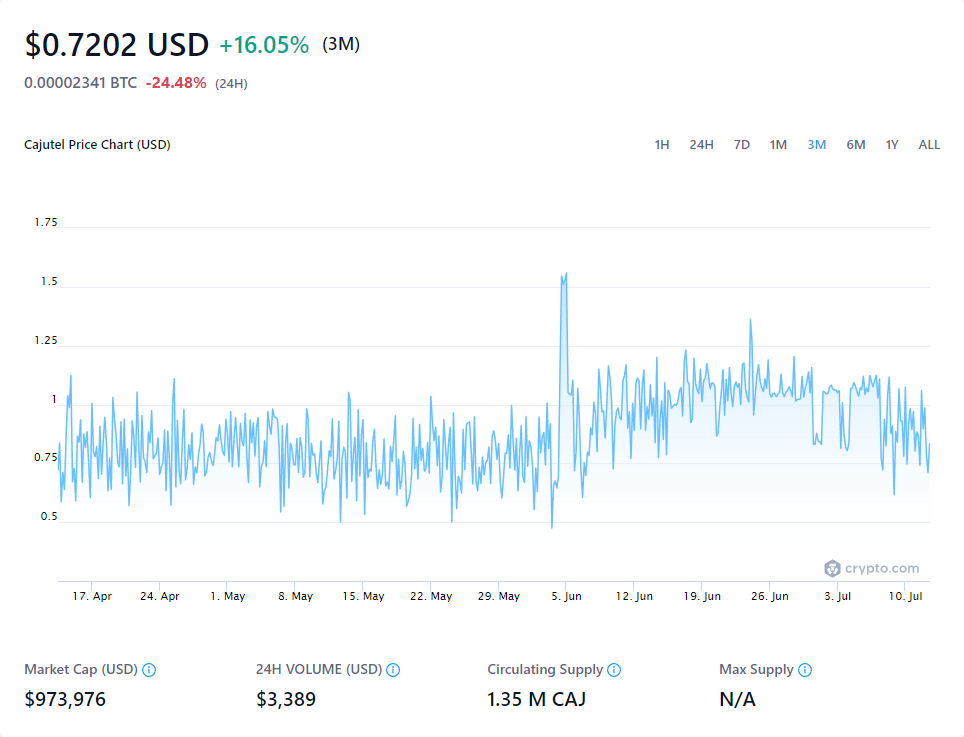 $0.7202 USD +16.05% (3M)
0.00002341 BTC -24.48% (24H)
Cajutel Price Chart (USD) 1H 24H 7D 1M 3M 6M 1Y ALL
1.75
1.5
1.25
1
0.75
0.5
crypto.com
17. Apr 24. Apr 1. May 8. May 15. May 22. May 29. May 5. Jun 12. Jun 19. Jun 26. Jun 3. Jul 10. Jul
Market Cap (USD) 24H VOLUME (USD) Circulating Supply Max Supply
$973,976 $3,389 1.35 M CAJ N/A